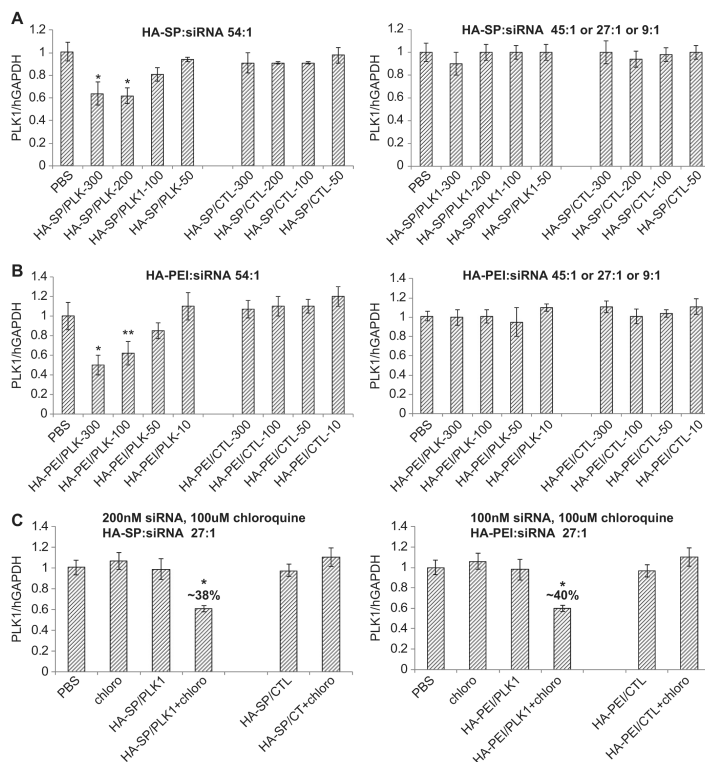 A
HA-SP:siRNA 54:1
PLK1/hGAPDH
1.2
1
0.8
0.6
0.4
0.2
0
*
*
PBS
HA-SP/PLK-300
HA-SP/PLK-200
HA-SP/PLK1-100
HA-SP/PLK-50
HA-SP/CTL-300
HA-SP/CTL-200
HA-SP/CTL-100
HA-SP/CTL-50
HA-SP:siRNA 45:1 or 27:1 or 9:1
PLK1/hGAPDH
1.2
1
0.8
0.6
0.4
0.2
0
PBS
HA-SP/PLK1-300
HA-SP/PLK1-200
HA-SP/PLK1-100
HA-SP/PLK1-50
HA-SP/CTL-300
HA-SP/CTL-200
HA-SP/CTL-100
HA-SP/CTL-50
B
HA-PEI:siRNA 54:1
PLK1/hGAPDH
1.4
1.2
1
0.8
0.6
0.4
0.2
0
*
**
PBS
HA-PEI/PLK-300
HA-PEI/PLK-100
HA-PEI/PLK-50
HA-PEI/PLK-10
HA-PEI/CTL-300
HA-PEI/CTL-100
HA-PEI/CTL-50
HA-PEI/CTL-10
HA-PEI:siRNA 45:1 or 27:1 or 9:1
PLK1/hGAPDH
1.4
1.2
1
0.8
0.6
0.4
0.2
0
PBS
HA-PEI/PLK-300
HA-PEI/PLK-100
HA-PEI/PLK-50
HA-PEI/PLK-10
HA-PEI/CTL-300
HA-PEI/CTL-100
HA-PEI/CTL-50
HA-PEI/CTL-10
C
200nM siRNA, 100uM chloroquine
HA-SP:siRNA 27:1
PLK1/hGAPDH
1.4
1.2
1
0.8
0.6
0.4
0.2
0
*
~38%
PBS
chloro
HA-SP/PLK1
HA-SP/PLK1+chloro
HA-SP/CTL
HA-SP/CT+chloro
100nM siRNA, 100uM chloroquine
HA-PEI:siRNA 27:1
PLK1/hGAPDH
1.4
1.2
1
0.8
0.6
0.4
0.2
0
*
~40%
PBS
chloro
HA-PEI/PLK1
HA-PEI/PLK1+chloro
HA-PEI/CTL
HA-PEI/CTL+chloro